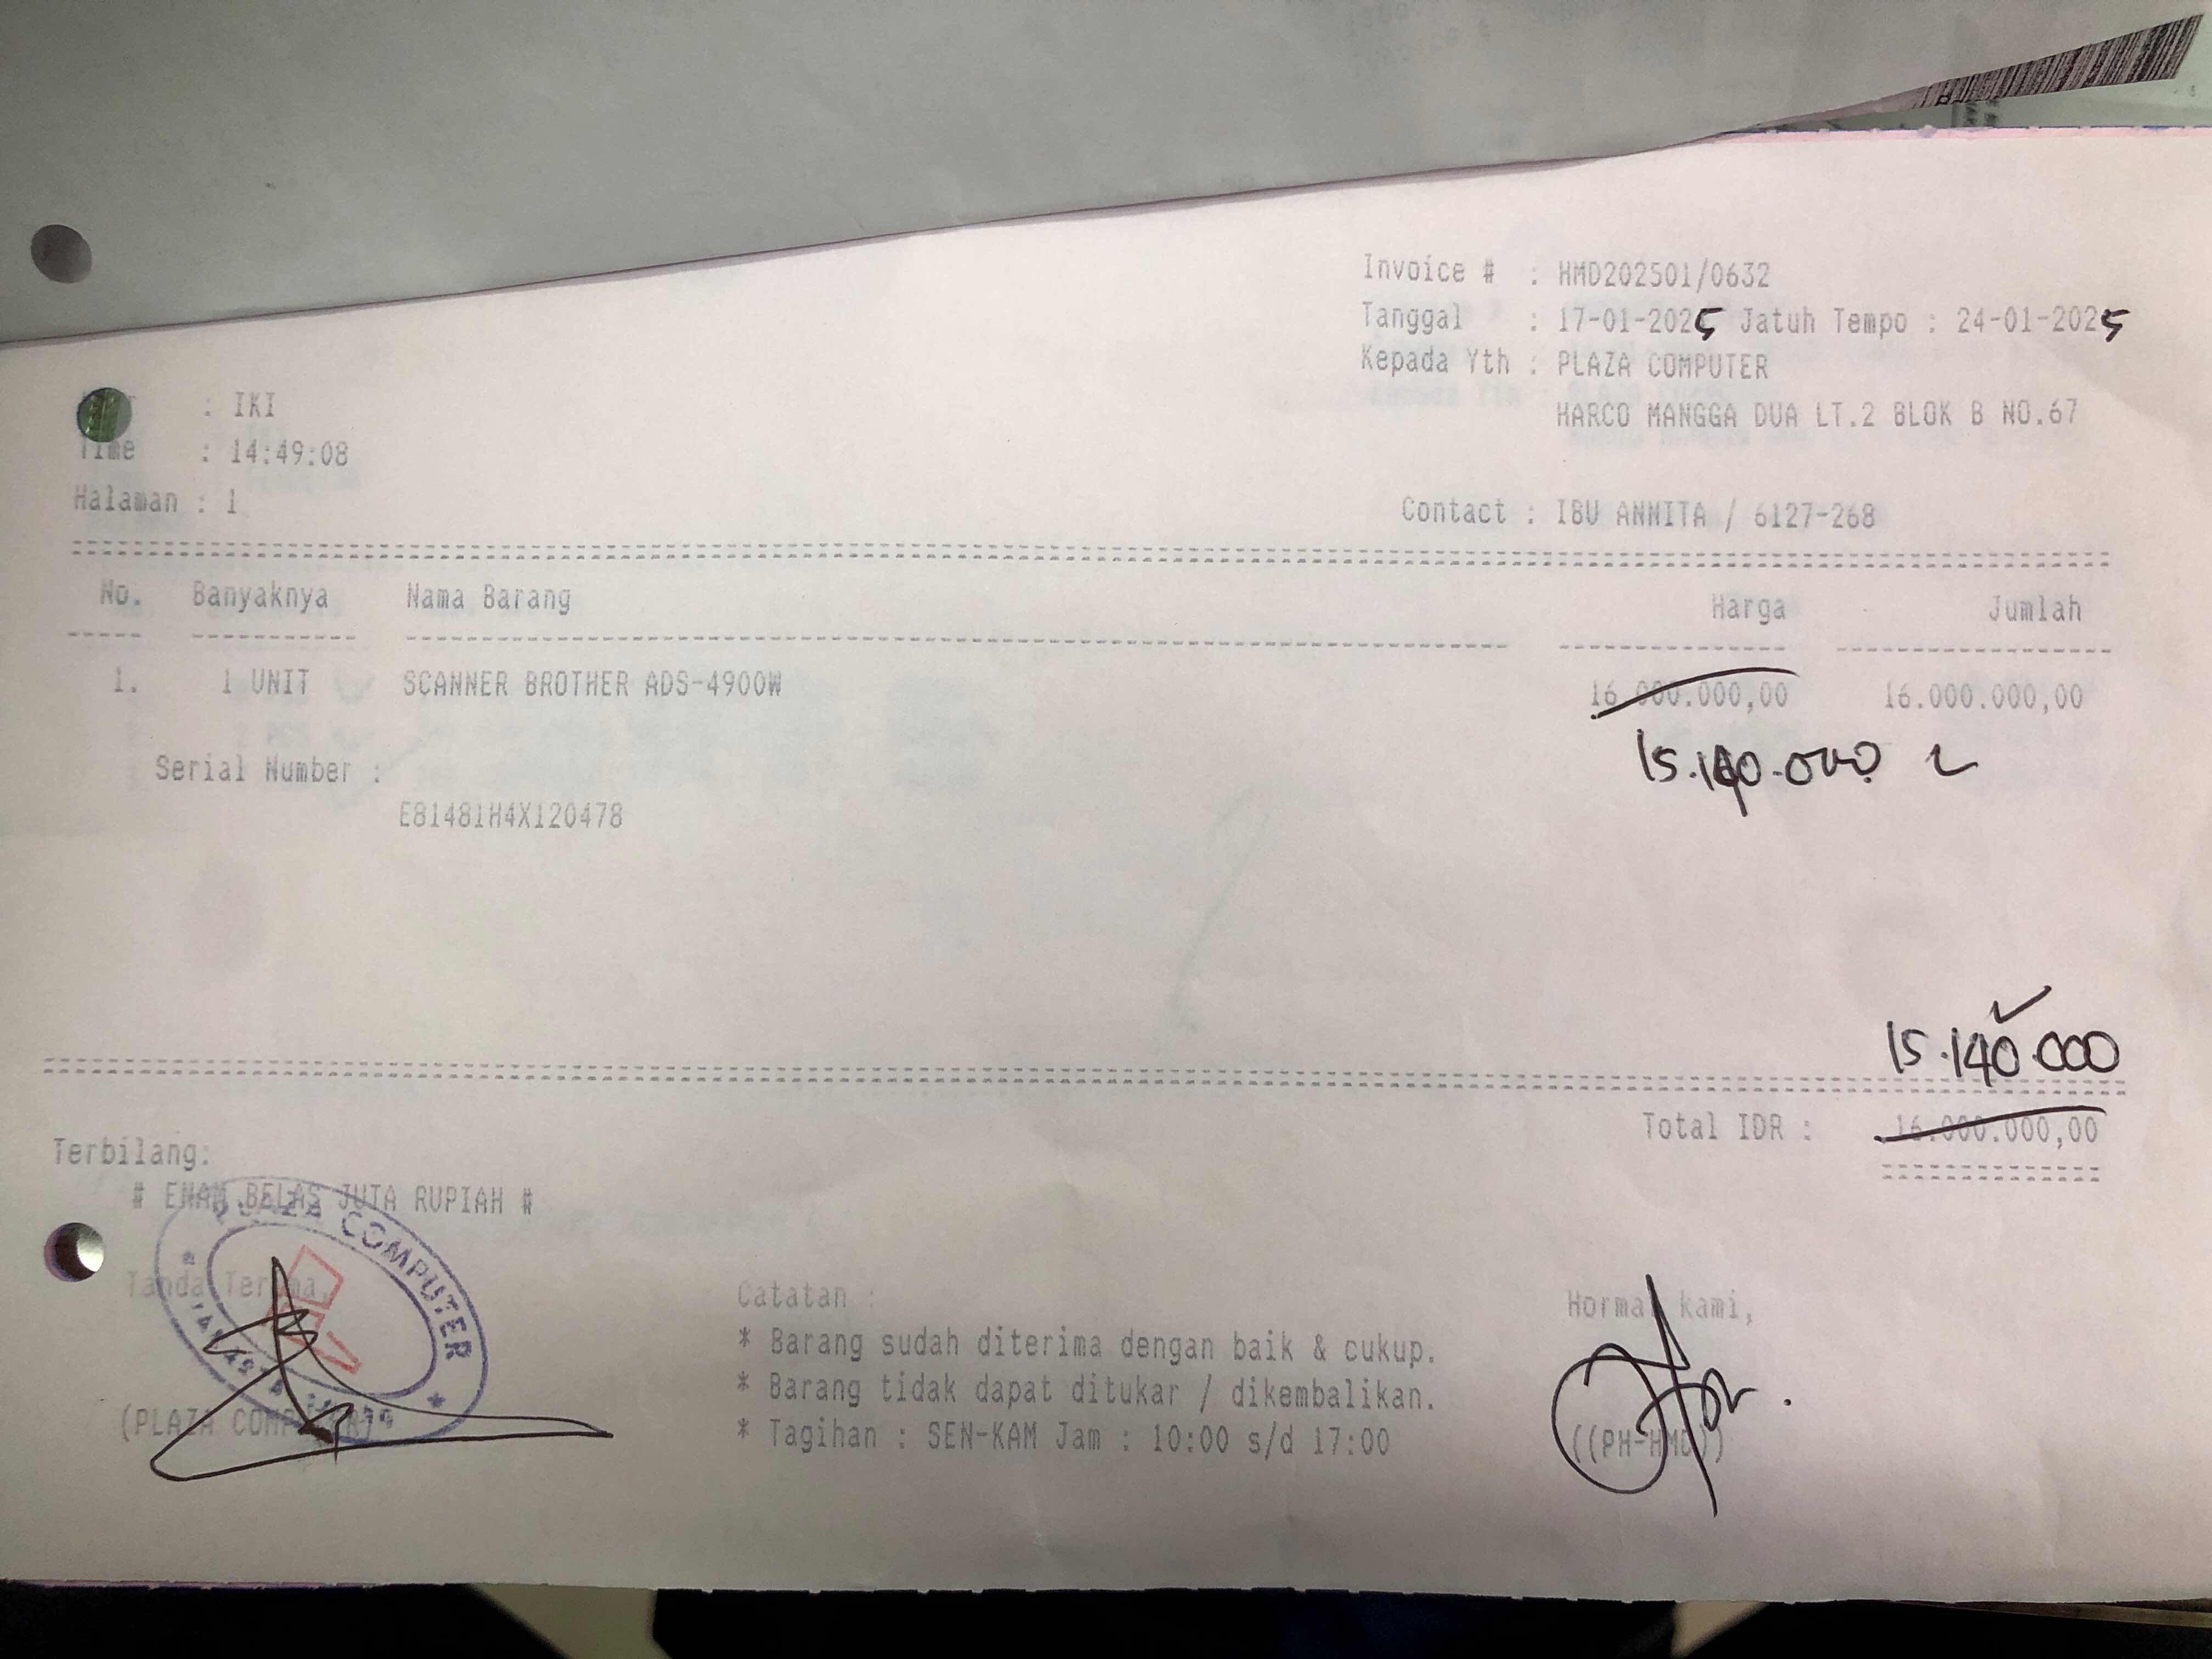 Invoice # : HMD202501/0632
Tanggal : 17-01-2025 Jatuh Tempo : 24-01-2025
Kepada Yth : PLAZA COMPUTER
HARCO MANGGA DUA LT.2 BLOK B NO.67
: IKI
Time : 14:49:08
Halaman : 1
Contact : IBU ANNITA / 6127-268
No. Banyaknya Nama Barang Harga Jumlah
1. 1 UNIT SCANNER BROTHER ADS-4900W 16.000.000,00 16.000.000,00
15.140.000
Serial Number :
E81481H4X120478
15.140.000
Total IDR : 16.000.000,00
Terbilang:
# ENAM BELAS JUTA RUPIAH #
PLAZA COMPUTER
Tanda Terima,
(PLAZA COMPUTER)
Catatan :
* Barang sudah diterima dengan baik & cukup.
* Barang tidak dapat ditukar / dikembalikan.
* Tagihan : SEN-KAM Jam : 10:00 s/d 17:00
Hormat kami,
((PH-HMD))